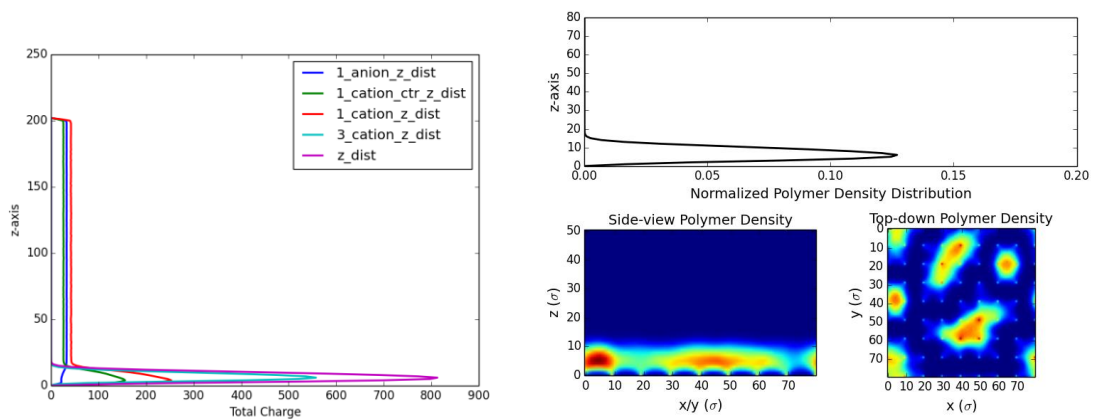 250
200
150
100
50
0
z-axis
0 100 200 300 400 500 600 700 800 900
Total Charge
1_anion_z_dist
1_cation_ctr_z_dist
1_cation_z_dist
3_cation_z_dist
z_dist
80
70
60
50
40
30
20
10
0
z-axis
0.00 0.05 0.10 0.15 0.20
Normalized Polymer Density Distribution
Side-view Polymer Density
50
40
30
20
10
0
z (σ)
0 10 20 30 40 50 60 70
x/y (σ)
Top-down Polymer Density
0
10
20
30
40
50
60
70
y (σ)
0 10 20 30 40 50 60 70
x (σ)